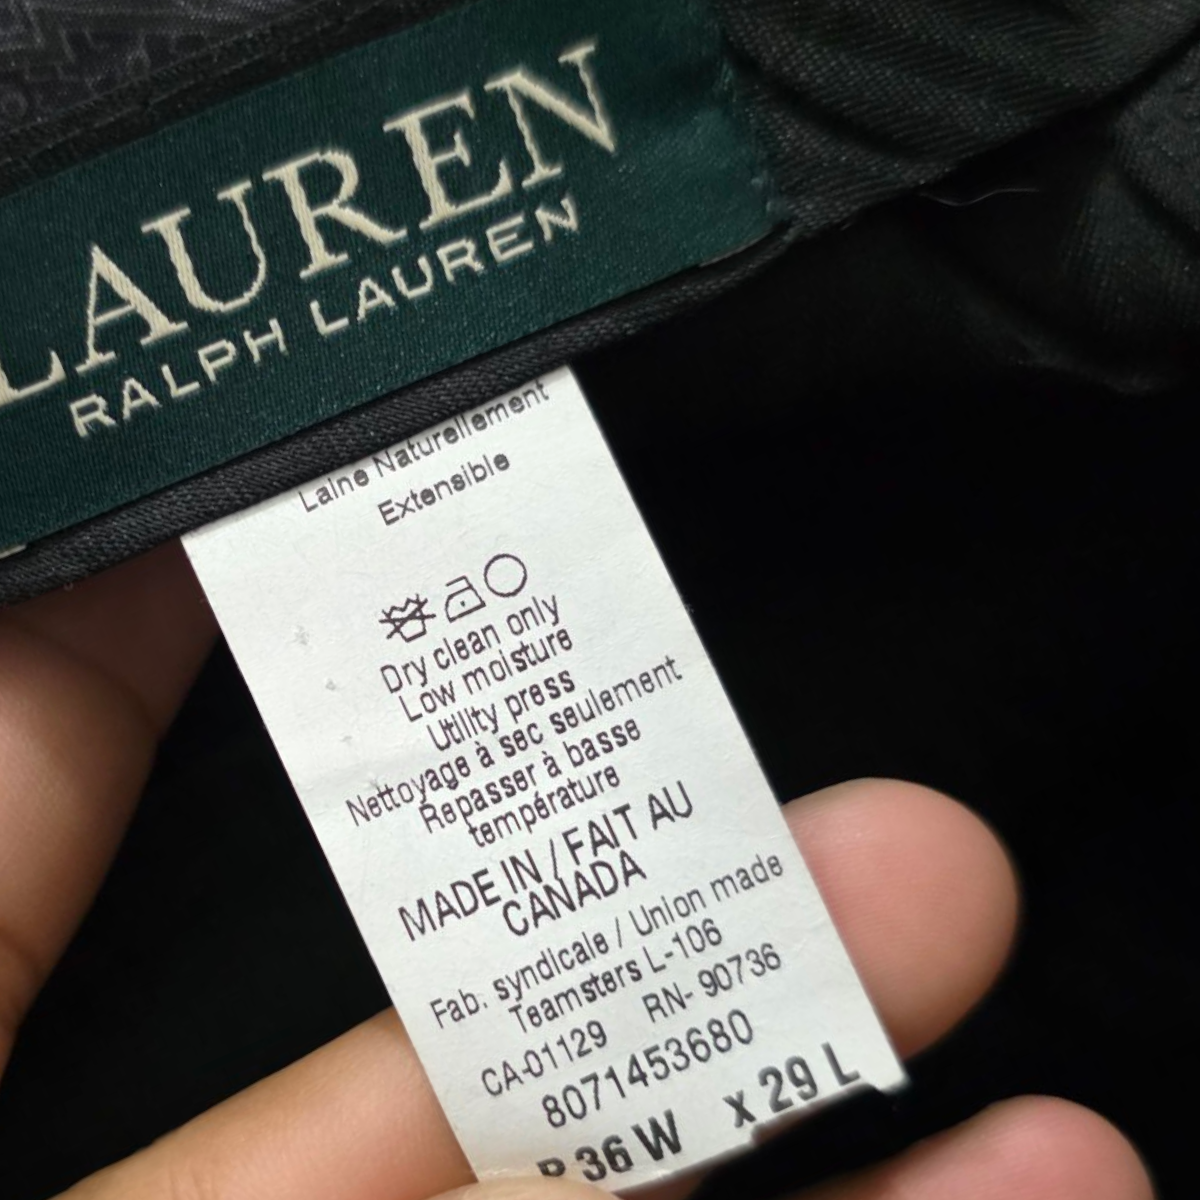 LAUREN
RALPH LAUREN
Laine Naturellement
Extensible
Dry clean only
Low moisture
Utility press
Nettoyage à sec seulement
Repasser à basse
température
MADE IN / FAIT AU
CANADA
Fab. syndicale / Union made
Teamsters L-106
CA-01129 RN- 90736
8071453680
36 W x 29 L